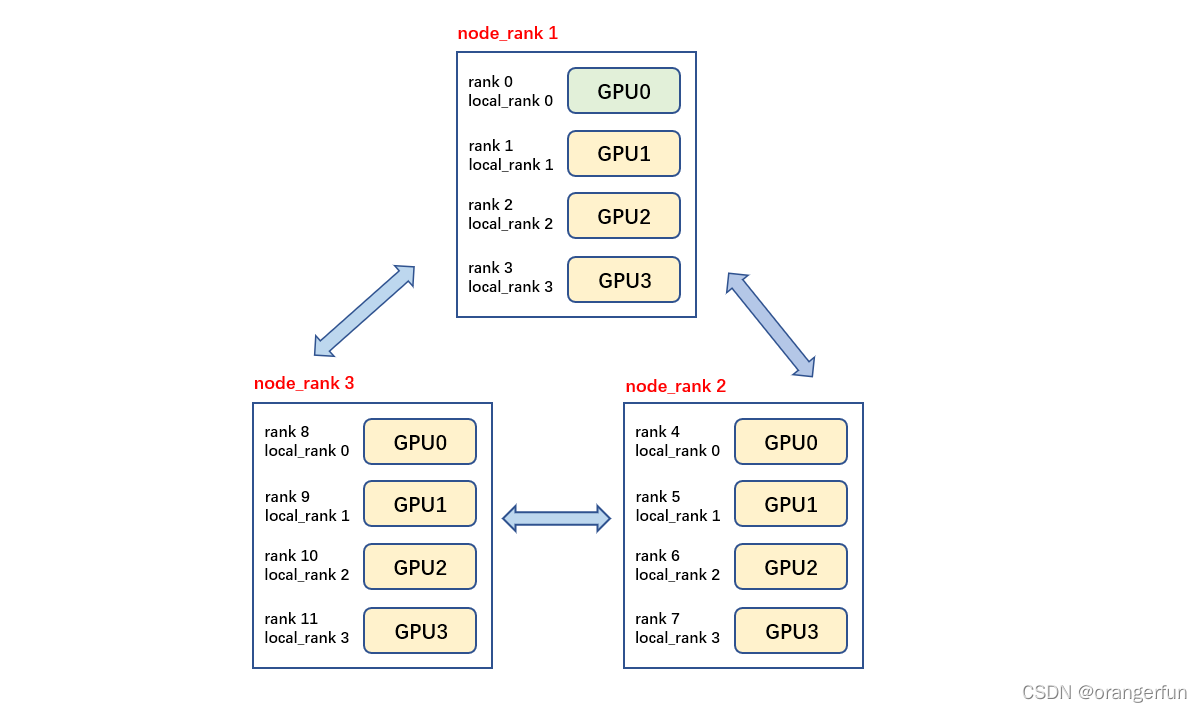 node_rank 1
rank 0
local_rank 0
GPU0
rank 1
local_rank 1
GPU1
rank 2
local_rank 2
GPU2
rank 3
local_rank 3
GPU3
node_rank 3
rank 8
local_rank 0
GPU0
rank 9
local_rank 1
GPU1
rank 10
local_rank 2
GPU2
rank 11
local_rank 3
GPU3
node_rank 2
rank 4
local_rank 0
GPU0
rank 5
local_rank 1
GPU1
rank 6
local_rank 2
GPU2
rank 7
local_rank 3
GPU3
CSDN @orangerfun